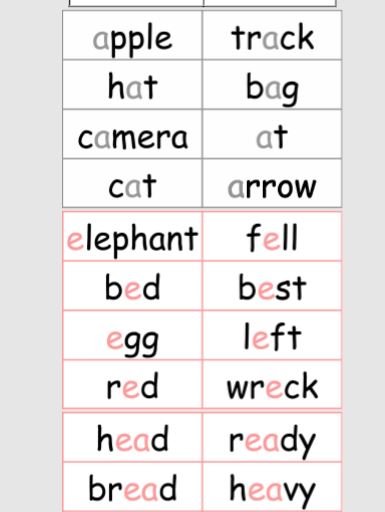 apple track
hat bag
camera at
cat arrow
elephant fell
bed best
egg left
red wreck
head ready
bread heavy